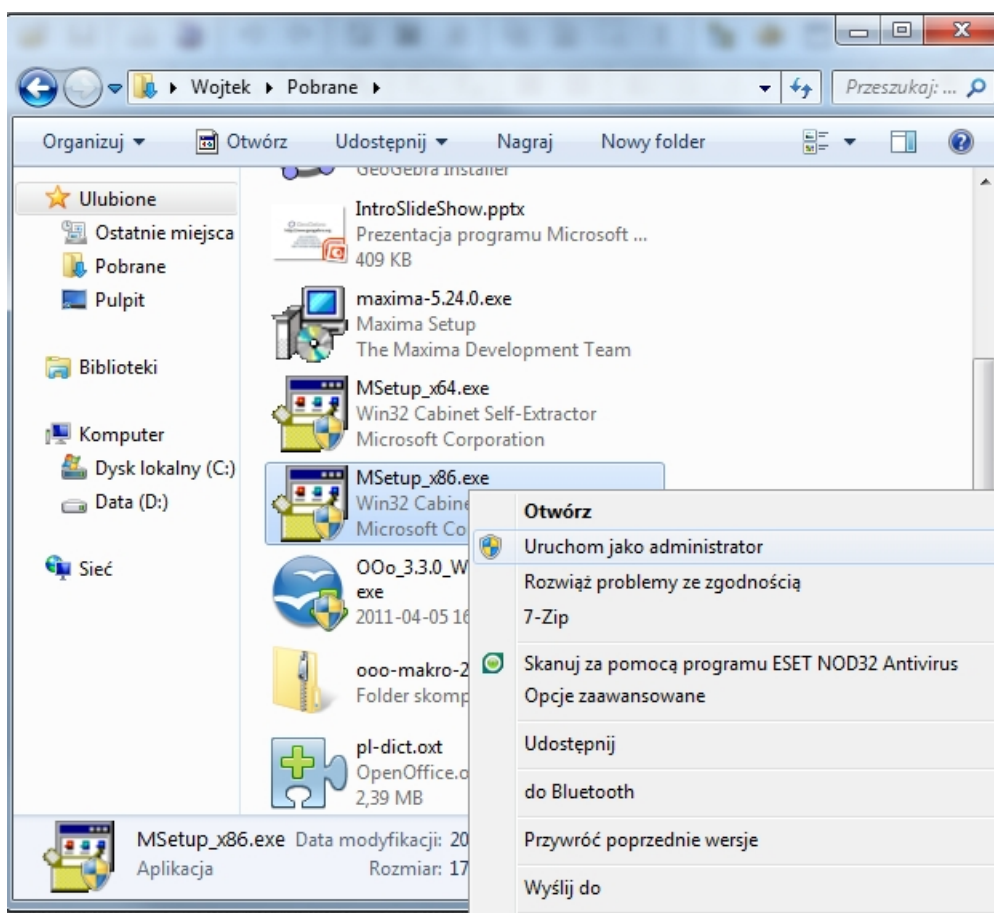 Wojtek
Pobrane
Przeszukaj: ...
Organizuj
Otwórz
Udostępnij
Nagraj
Nowy folder
Ulubione
Ostatnie miejsca
Pobrane
Pulpit
Biblioteki
Komputer
Dysk lokalny (C:)
Data (D:)
Sieć
GeoGebra Installer
IntroSlideShow.pptx
Prezentacja programu Microsoft ...
409 KB
maxima-5.24.0.exe
Maxima Setup
The Maxima Development Team
MSetup_x64.exe
Win32 Cabinet Self-Extractor
Microsoft Corporation
MSetup_x86.exe
Win32 Cabine
Microsoft Co
OOo_3.3.0_W
exe
2011-04-05 16
ooo-makro-2
Folder skomp
pl-dict.oxt
OpenOffice.o
2,39 MB
Otwórz
Uruchom jako administrator
Rozwiąż problemy ze zgodnością
7-Zip
Skanuj za pomocą programu ESET NOD32 Antivirus
Opcje zaawansowane
Udostępnij
do Bluetooth
Przywróć poprzednie wersje
Wyślij do
MSetup_x86.exe Data modyfikacji: 20
Aplikacja Rozmiar: 17